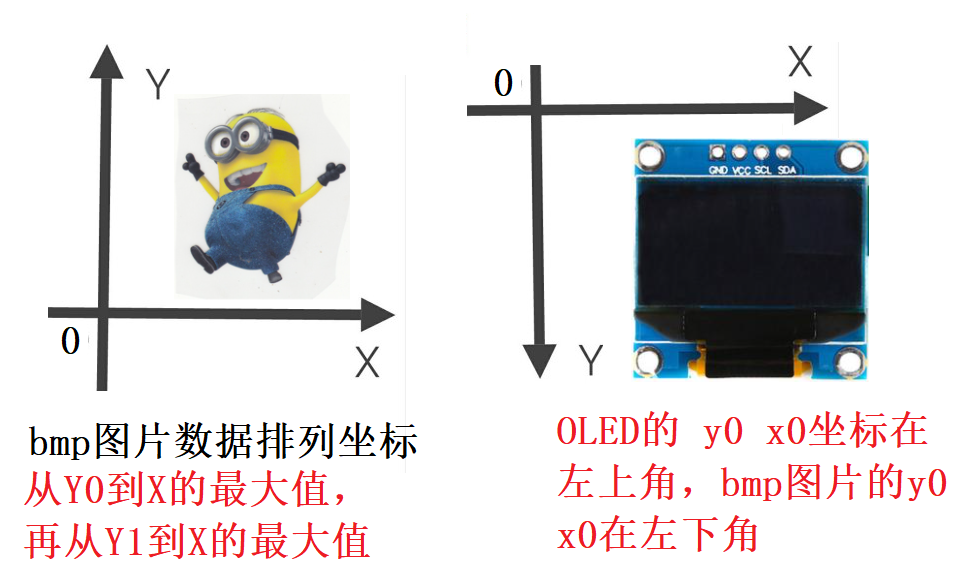 Y
0
X
bmp图片数据排列坐标
从Y0到X的最大值，
再从Y1到X的最大值
0
X
GND VCC SCL SDA
Y
OLED的 y0 x0坐标在
左上角，bmp图片的y0
x0在左下角